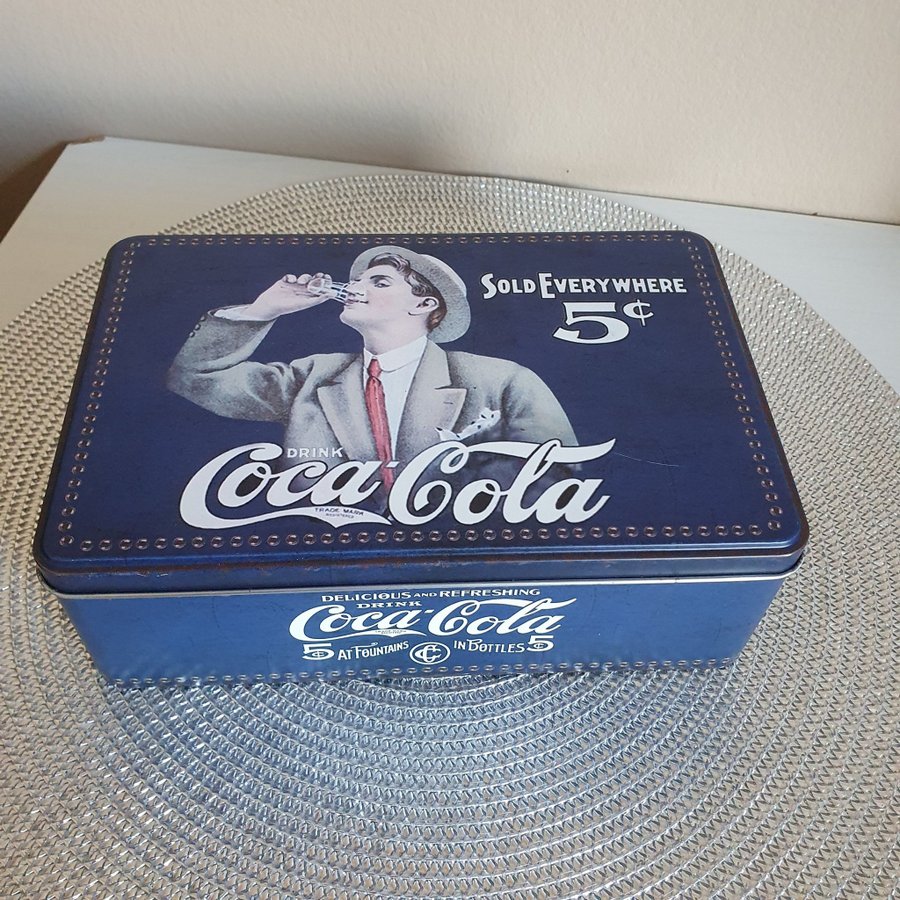 SOLD EVERYWHERE
5¢
DRINK
Coca-Cola
TRADE MARK
DELICIOUS AND REFRESHING
DRINK
Coca-Cola
5¢ AT FOUNTAINS CC IN BOTTLES 5¢